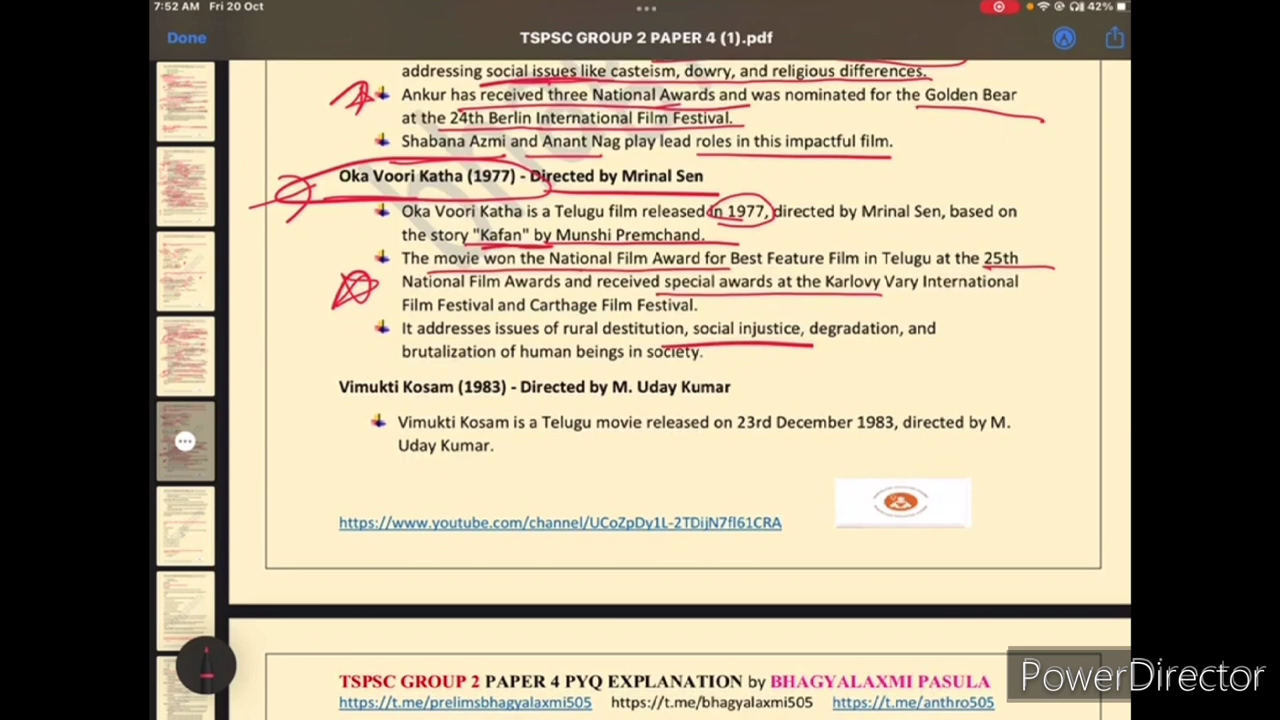 7:52 AM Fri 20 Oct
42%
Done
TSPSC GROUP 2 PAPER 4 (1).pdf
addressing social issues like casteism, dowry, and religious differences.
Ankur has received three National Awards and was nominated for the Golden Bear
at the 24th Berlin International Film Festival.
Shabana Azmi and Anant Nag play lead roles in this impactful film.
Oka Voori Katha (1977) - Directed by Mrinal Sen
Oka Voori Katha is a Telugu film released in 1977, directed by Mrinal Sen, based on
the story "Kafan" by Munshi Premchand.
The movie won the National Film Award for Best Feature Film in Telugu at the 25th
National Film Awards and received special awards at the Karlovy Vary International
Film Festival and Carthage Film Festival.
It addresses issues of rural destitution, social injustice, degradation, and
brutalization of human beings in society.
Vimukti Kosam (1983) - Directed by M. Uday Kumar
Vimukti Kosam is a Telugu movie released on 23rd December 1983, directed by M.
Uday Kumar.
https://www.youtube.com/channel/UCoZpDy1L-2TDijN7fl61CRA
TSPSC GROUP 2 PAPER 4 PYQ EXPLANATION by BHAGYALAXMI PASULA
https://t.me/prelimsbhagyalaxmi505 https://t.me/bhagyalaxmi505 https://t.me/anthro505
PowerDirector